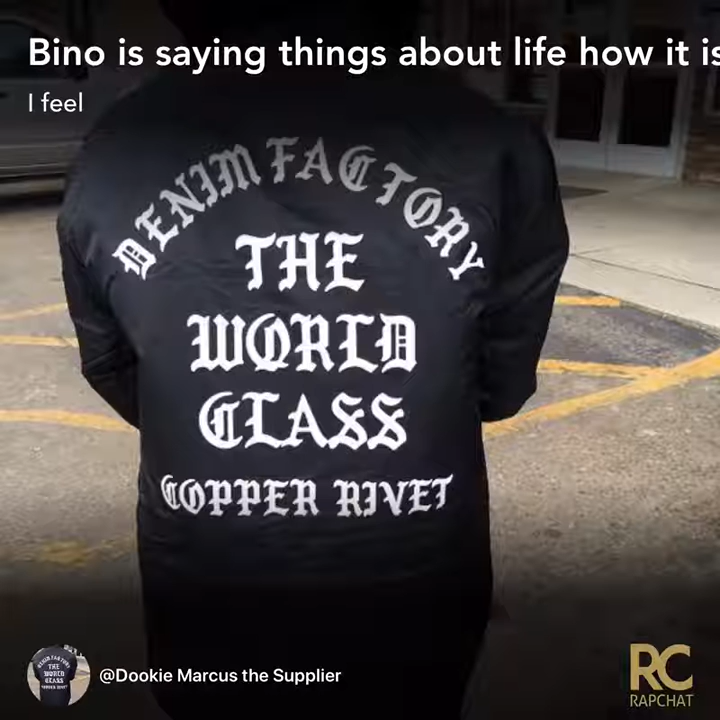 Bino is saying things about life how it is
I feel
DENIM FACTORY
THE
WORLD
CLASS
COPPER RIVET
@Dookie Marcus the Supplier
RC
RAPCHAT